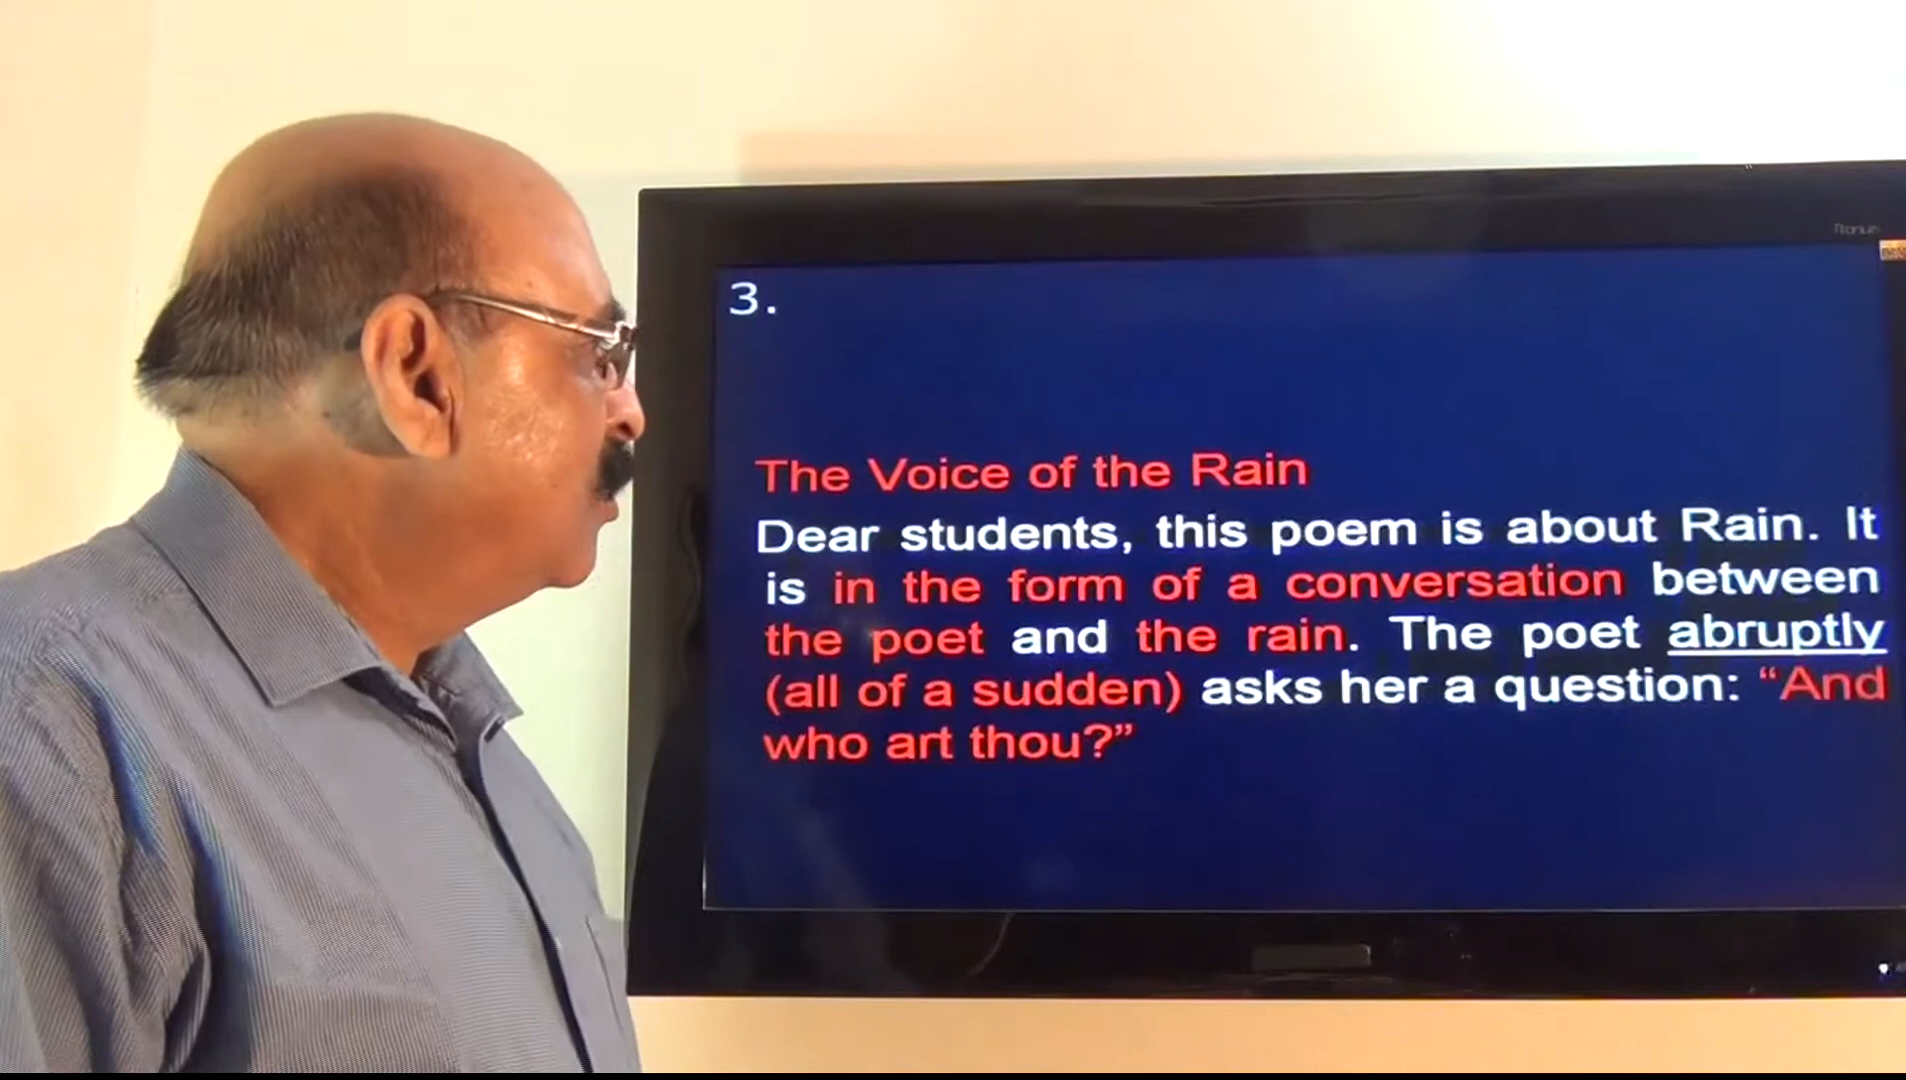 Titanium
3.
The Voice of the Rain
Dear students, this poem is about Rain. It
is in the form of a conversation between
the poet and the rain. The poet abruptly
(all of a sudden) asks her a question: “And
who art thou?”